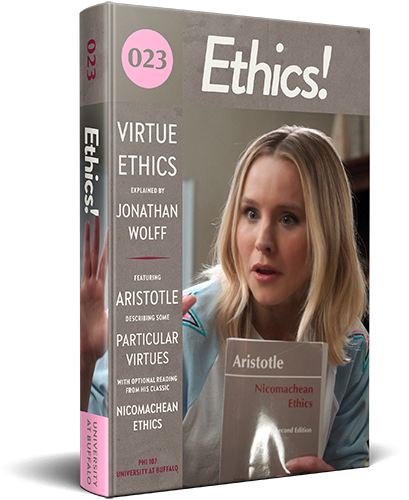 023
Ethics!
UNIVERSITY
AT BUFFALO
023
Ethics!
VIRTUE
ETHICS
EXPLAINED BY
JONATHAN
WOLFF
FEATURING
ARISTOTLE
DESCRIBING SOME
PARTICULAR
VIRTUES
WITH OPTIONAL READING
FROM HIS CLASSIC
NICOMACHEAN
ETHICS
PHI 107
UNIVERSITY AT BUFFALO
Aristotle
Nicomachean
Ethics
Second Edition